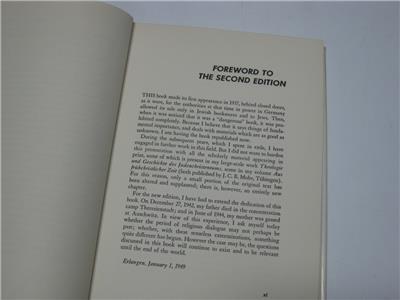 FOREWORD TO
THE SECOND EDITION
THIS book made its first appearance in 1937, behind closed doors,
as it were, for the authorities at that time in power in Germany
allowed its sale only in Jewish bookstores and to Jews. Then,
when it was noticed that it was a "dangerous" book, it was pro-
hibited completely. Because I believe that it says things of funda-
mental importance, and deals with materials which are as good as
unknown, I am having the book republished now.
During the subsequent years, which I spent in exile, I have
engaged in further work in this field. But I did not want to burden
this presentation with all the scholarly material appearing in
print, some of which is present in my large-scale work Theologie
und Geschichte des Judenchristentums, some in my volume Aus
frühchristlicher Zeit (both published by J. C. B. Mohr, Tübingen).
For this reason, only a small portion of the original text has
been altered and supplemented; there is, however, an entirely new
chapter.
For the new edition, I have had to extend the dedication of this
book. On December 27, 1942, my father died in the concentration
camp Theresienstadt; and in June of 1944, my mother was gassed
at Auschwitz. In view of this experience, I ask myself today
whether the period of religious dialogue may not perhaps be
past; whether, with these senseless exterminations, something
quite different has begun. However the case may be, the questions
discussed in this book will continue to exist and to be relevant
until the end of the world.
Erlangen, January 1, 1949
xi